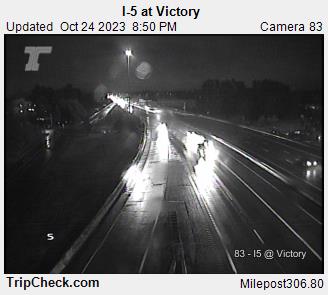 I-5 at Victory
Updated Oct 24 2023 8:50 PM Camera 83
T
S
83 - I5 @ Victory
TripCheck.com Milepost306.80